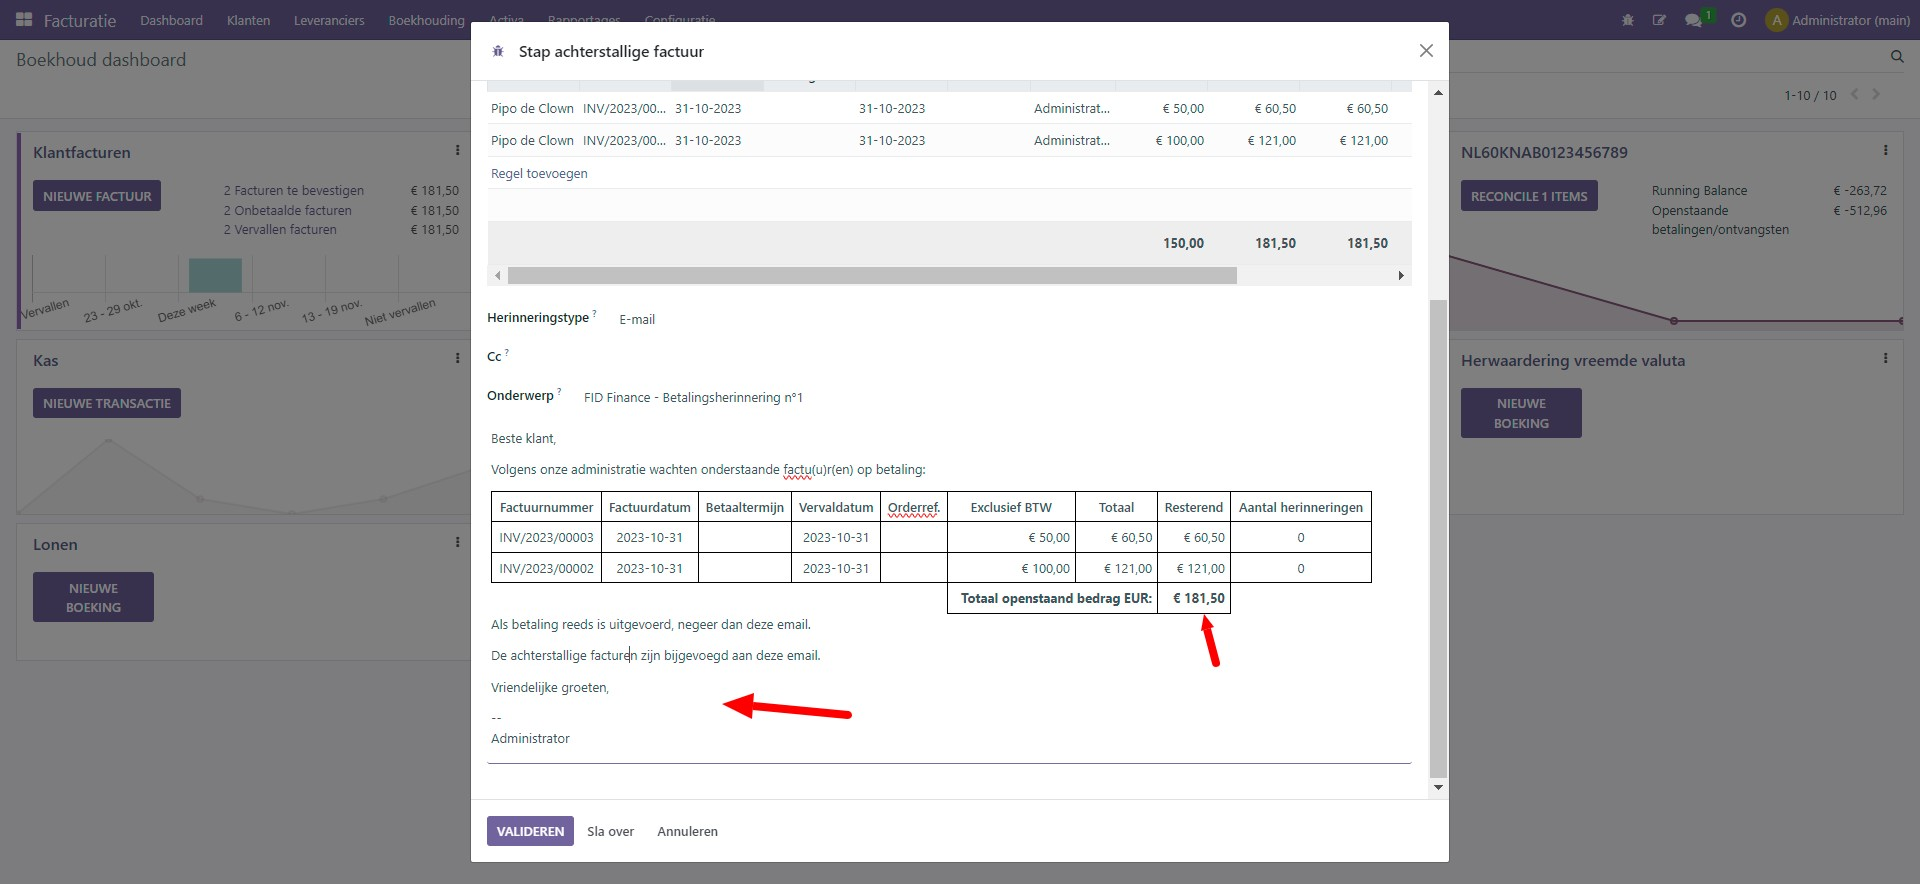 Facturatie Dashboard Klanten Leveranciers Boekhouding Activa Rapportages Configuratie 1 A Administrator (main)
Boekhoud dashboard
1-10 / 10
Klantfacturen
NIEUWE FACTUUR
2 Facturen te bevestigen € 181,50
2 Onbetaalde facturen € 181,50
2 Vervallen facturen € 181,50
Vervallen 23 - 29 okt. Deze week 6 - 12 nov. 13 - 19 nov. Niet vervallen
Kas
NIEUWE TRANSACTIE
Lonen
NIEUWE
BOEKING
Stap achterstallige factuur
Pipo de Clown INV/2023/00... 31-10-2023 31-10-2023 Administrat... € 50,00 € 60,50 € 60,50
Pipo de Clown INV/2023/00... 31-10-2023 31-10-2023 Administrat... € 100,00 € 121,00 € 121,00
Regel toevoegen
150,00 181,50 181,50
Herinneringstype ? E-mail
Cc ?
Onderwerp ? FID Finance - Betalingsherinnering n°1
Beste klant,
Volgens onze administratie wachten onderstaande factu(u)r(en) op betaling:
Factuurnummer Factuurdatum Betaaltermijn Vervaldatum Orderref. Exclusief BTW Totaal Resterend Aantal herinneringen
INV/2023/00003 2023-10-31 2023-10-31 € 50,00 € 60,50 € 60,50 0
INV/2023/00002 2023-10-31 2023-10-31 € 100,00 € 121,00 € 121,00 0
Totaal openstaand bedrag EUR: € 181,50
Als betaling reeds is uitgevoerd, negeer dan deze email.
De achterstallige facturen zijn bijgevoegd aan deze email.
Vriendelijke groeten,
--
Administrator
VALIDEREN Sla over Annuleren
NL60KNAB0123456789
RECONCILE 1 ITEMS
Running Balance € -263,72
Openstaande € -512,96
betalingen/ontvangsten
Herwaardering vreemde valuta
NIEUWE
BOEKING